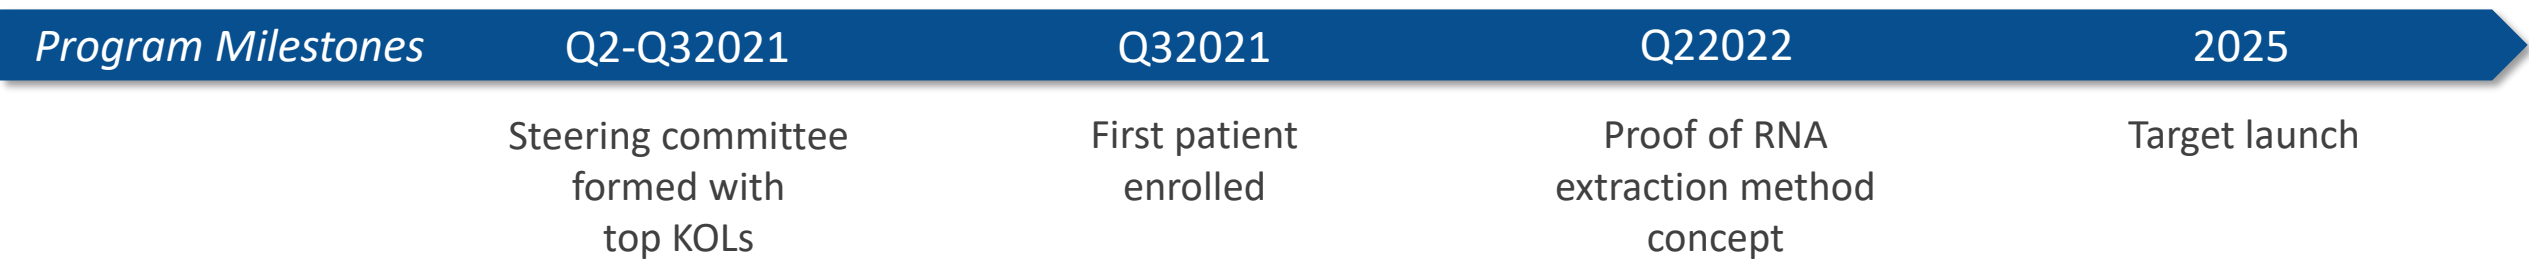 Program Milestones Q2-Q32021 Q32021 Q22022 2025
Steering committee
formed with
top KOLs
First patient
enrolled
Proof of RNA
extraction method
concept
Target launch